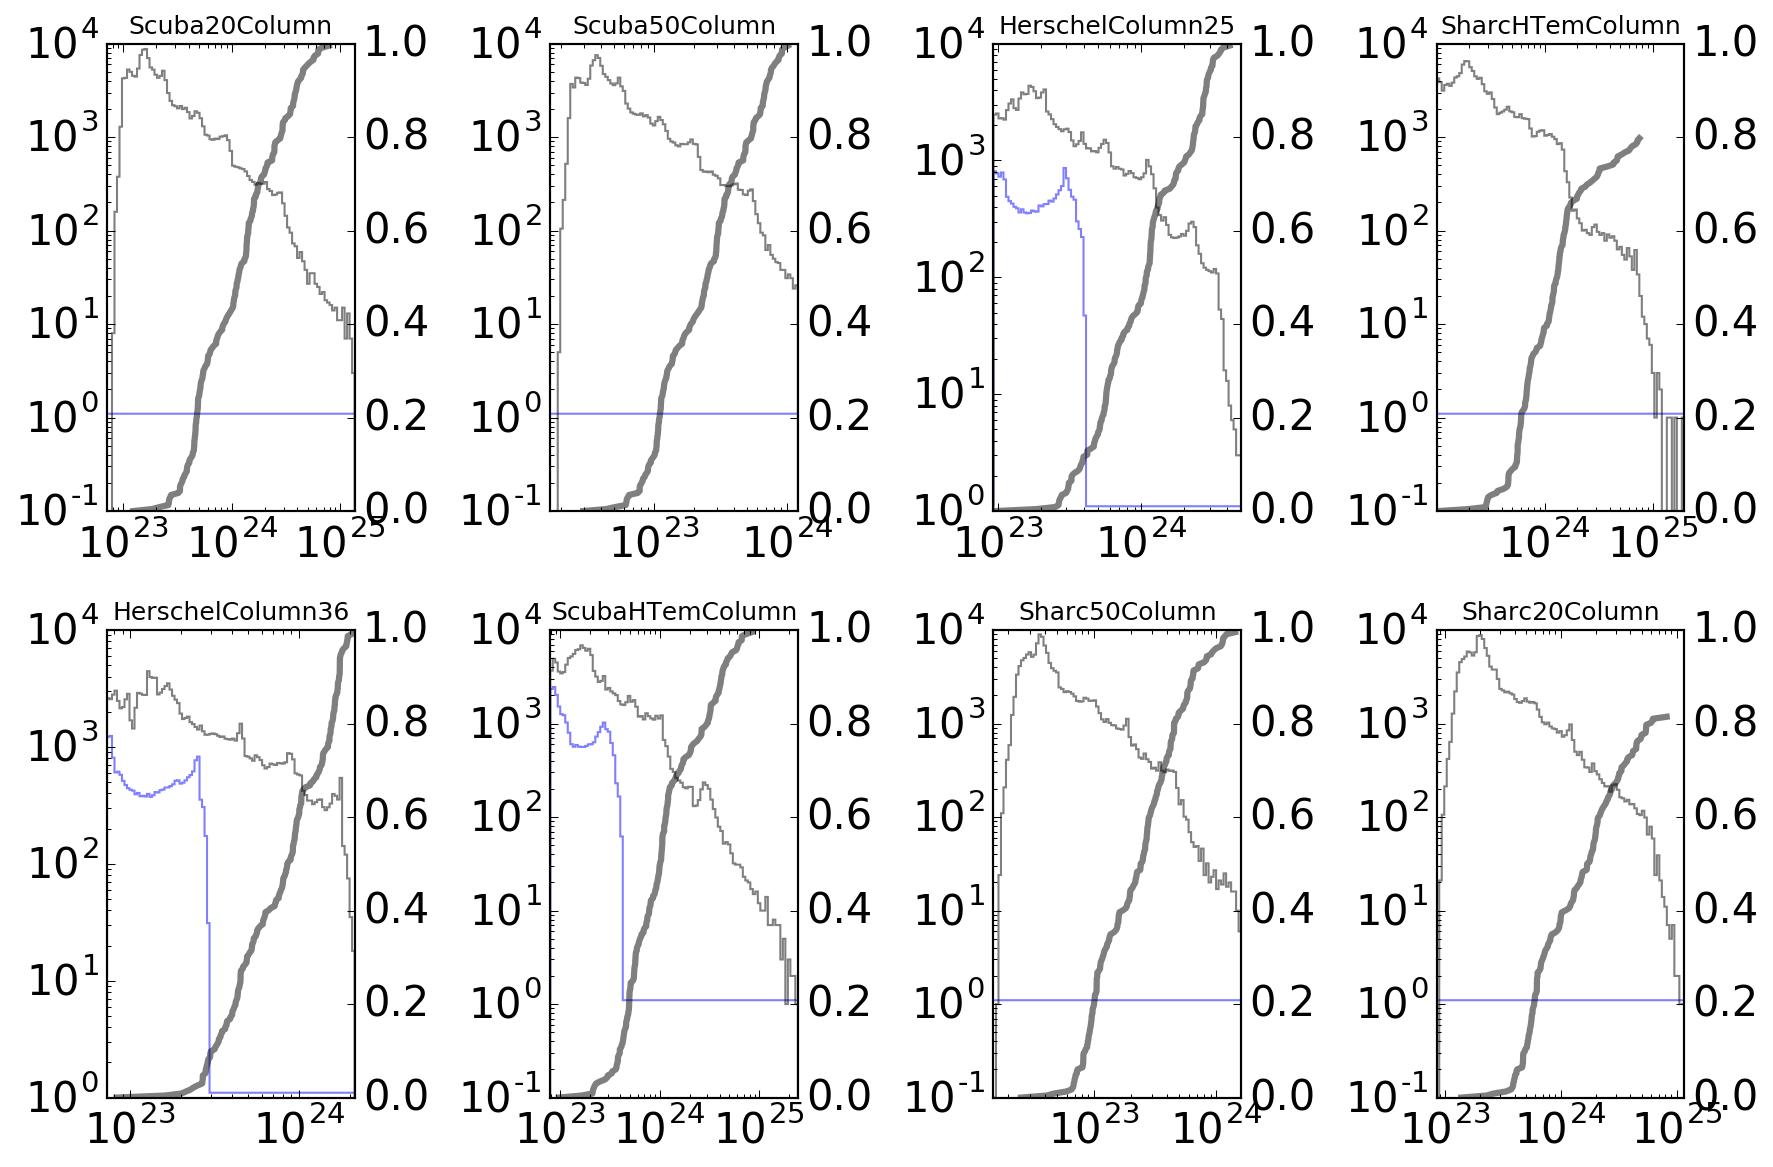 Scuba20Column Scuba50Column HerschelColumn25 SharcHTemColumn
10^4 1.0 10^4 1.0 10^4 1.0 10^4 1.0
10^3 0.8 10^3 0.8 10^3 0.8 10^3 0.8
10^2 0.6 10^2 0.6 10^2 0.6 10^2 0.6
10^1 0.4 10^1 0.4 10^1 0.4 10^1 0.4
10^0 0.2 10^0 0.2 0.2 10^0 0.2
10^-1 0.0 10^-1 0.0 10^0 0.0 10^-1 0.0
10^23 10^24 10^25 10^23 10^24 10^23 10^24 10^24 10^25
HerschelColumn36 ScubaHTemColumn Sharc50Column Sharc20Column
10^4 1.0 10^4 1.0 10^4 1.0 10^4 1.0
10^3 0.8 10^3 0.8 10^3 0.8 10^3 0.8
10^2 0.6 10^2 0.6 10^2 0.6 10^2 0.6
10^1 0.4 10^1 0.4 10^1 0.4 10^1 0.4
0.2 10^0 0.2 10^0 0.2 10^0 0.2
10^0 0.0 10^-1 0.0 10^-1 0.0 10^-1 0.0
10^23 10^24 10^23 10^24 10^25 10^23 10^24 10^23 10^24 10^25